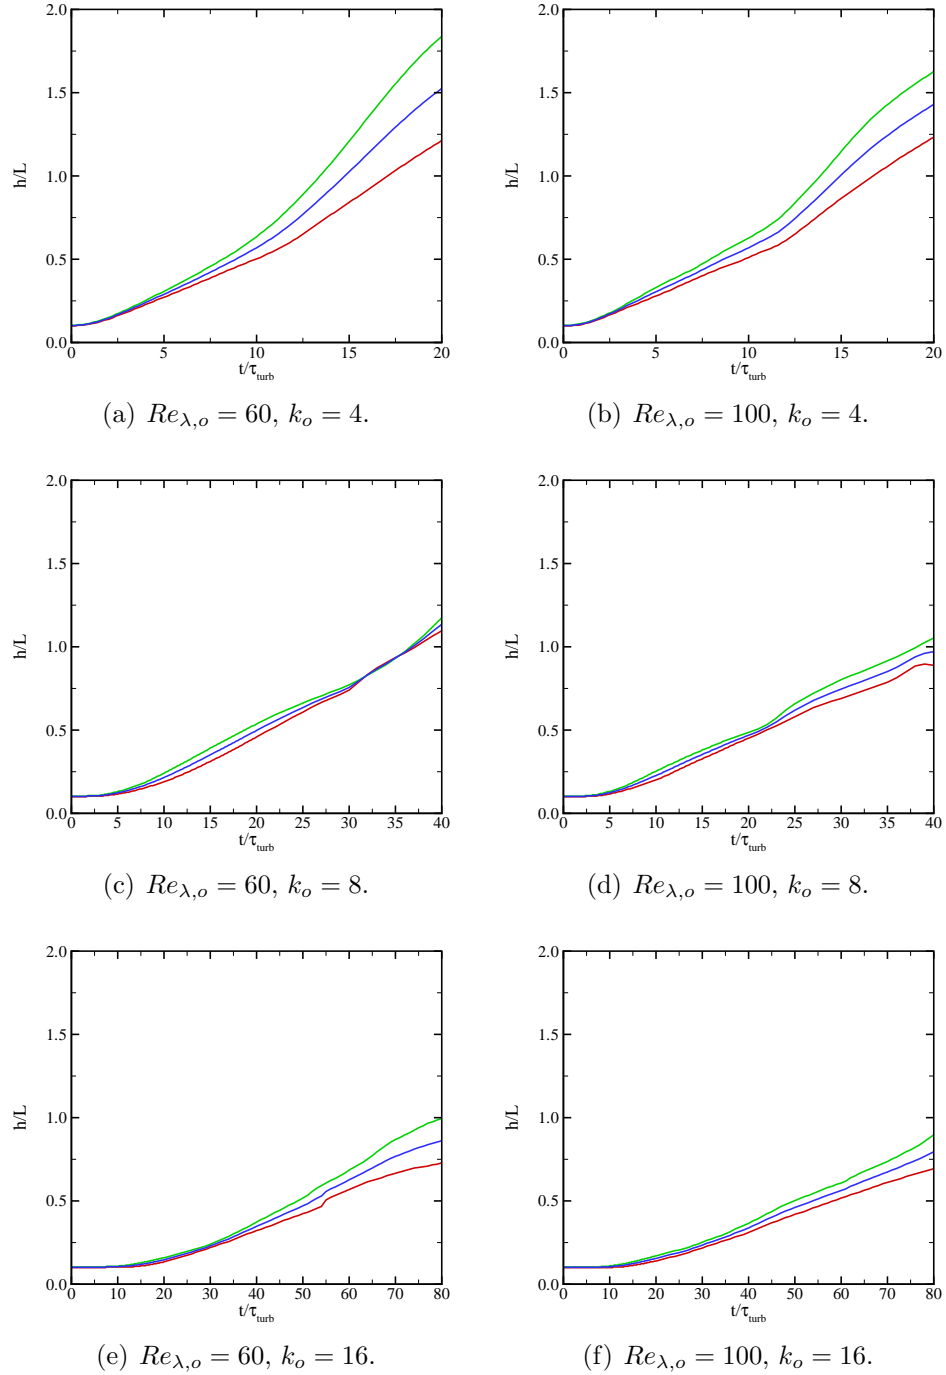 2.0
1.5
1.0
0.5
0.0
h/L
0 5 10 15 20
t/τturb
(a) Reλ,o = 60, ko = 4.
2.0
1.5
1.0
0.5
0.0
h/L
0 5 10 15 20
t/τturb
(b) Reλ,o = 100, ko = 4.
2.0
1.5
1.0
0.5
0.0
h/L
0 5 10 15 20 25 30 35 40
t/τturb
(c) Reλ,o = 60, ko = 8.
2.0
1.5
1.0
0.5
0.0
h/L
0 5 10 15 20 25 30 35 40
t/τturb
(d) Reλ,o = 100, ko = 8.
2.0
1.5
1.0
0.5
0.0
h/L
0 10 20 30 40 50 60 70 80
t/τturb
(e) Reλ,o = 60, ko = 16.
2.0
1.5
1.0
0.5
0.0
h/L
0 10 20 30 40 50 60 70 80
t/τturb
(f) Reλ,o = 100, ko = 16.